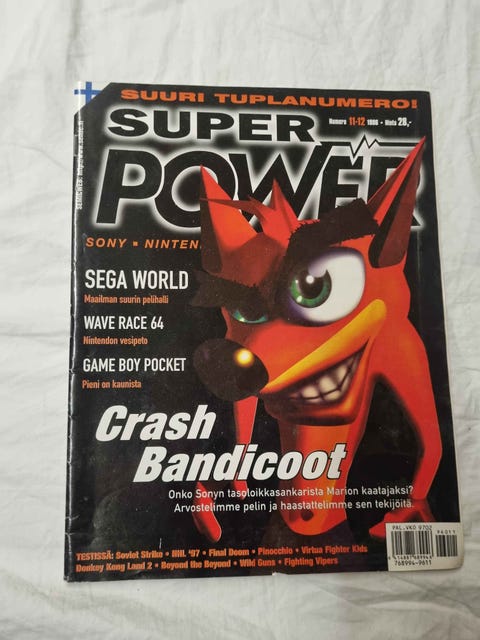 SUURI TUPLANUMERO!
Numero 11-12 1996 • Hinta 28,-
SUPER
POWER
SONY ▪ NINTEN
SEGA WORLD
Maailman suurin pelihalli
WAVE RACE 64
Nintendon vesipeto
GAME BOY POCKET
Pieni on kaunista
Crash
Bandicoot
Onko Sonyn tasoloikkasankarista Marion kaatajaksi?
Arvostelimme pelin ja haastattelimme sen tekijöitä.
PAL.VKO 9702
94011
768994-9611
TESTISSÄ: Soviet Strike • NHL '97 • Final Doom • Pinocchio • Virtua Fighter Kids
Donkey Kong Land 2 • Beyond the Beyond • Wild Guns • Fighting Vipers